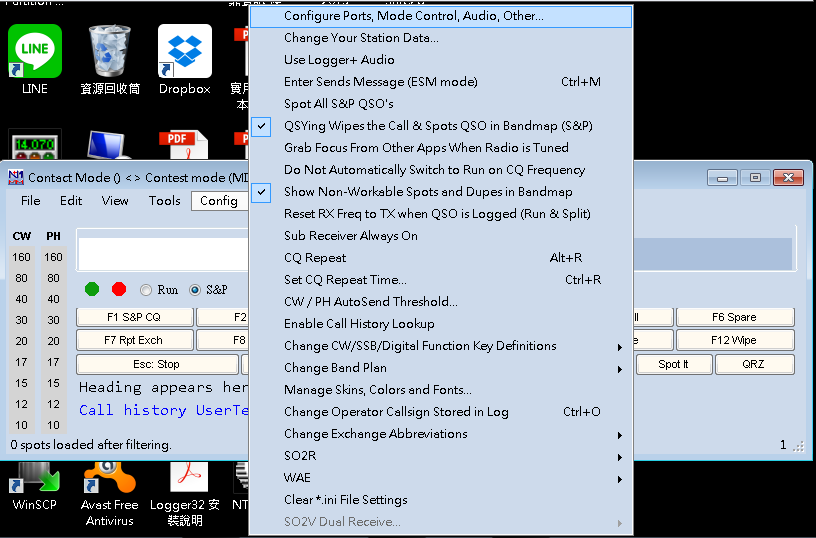 LINE
資源回收筒
Dropbox
14.070
PDF
Contact Mode () <> Contest mode
File Edit View Tools Config
CW PH
160 160
80 80
40 40
30 30
20 20
17 17
15 15
12 12
10 10
Run S&P
F1 S&P CQ
F7 Rpt Exch
F8
Esc: Stop
F6 Spare
F12 Wipe
Spot It
QRZ
Heading appears her
Call history UserTe
0 spots loaded after filtering.
1
Configure Ports, Mode Control, Audio, Other...
Change Your Station Data...
Use Logger+ Audio
Enter Sends Message (ESM mode) Ctrl+M
Spot All S&P QSO's
QSYing Wipes the Call & Spots QSO in Bandmap (S&P)
Grab Focus From Other Apps When Radio is Tuned
Do Not Automatically Switch to Run on CQ Frequency
Show Non-Workable Spots and Dupes in Bandmap
Reset RX Freq to TX when QSO is Logged (Run & Split)
Sub Receiver Always On
CQ Repeat Alt+R
Set CQ Repeat Time... Ctrl+R
CW / PH AutoSend Threshold...
Enable Call History Lookup
Change CW/SSB/Digital Function Key Definitions
Change Band Plan
Manage Skins, Colors and Fonts...
Change Operator Callsign Stored in Log Ctrl+O
Change Exchange Abbreviations
SO2R
WAE
Clear *.ini File Settings
SO2V Dual Receive...
WinSCP
Avast Free
Antivirus
Logger32 安
裝說明
NT